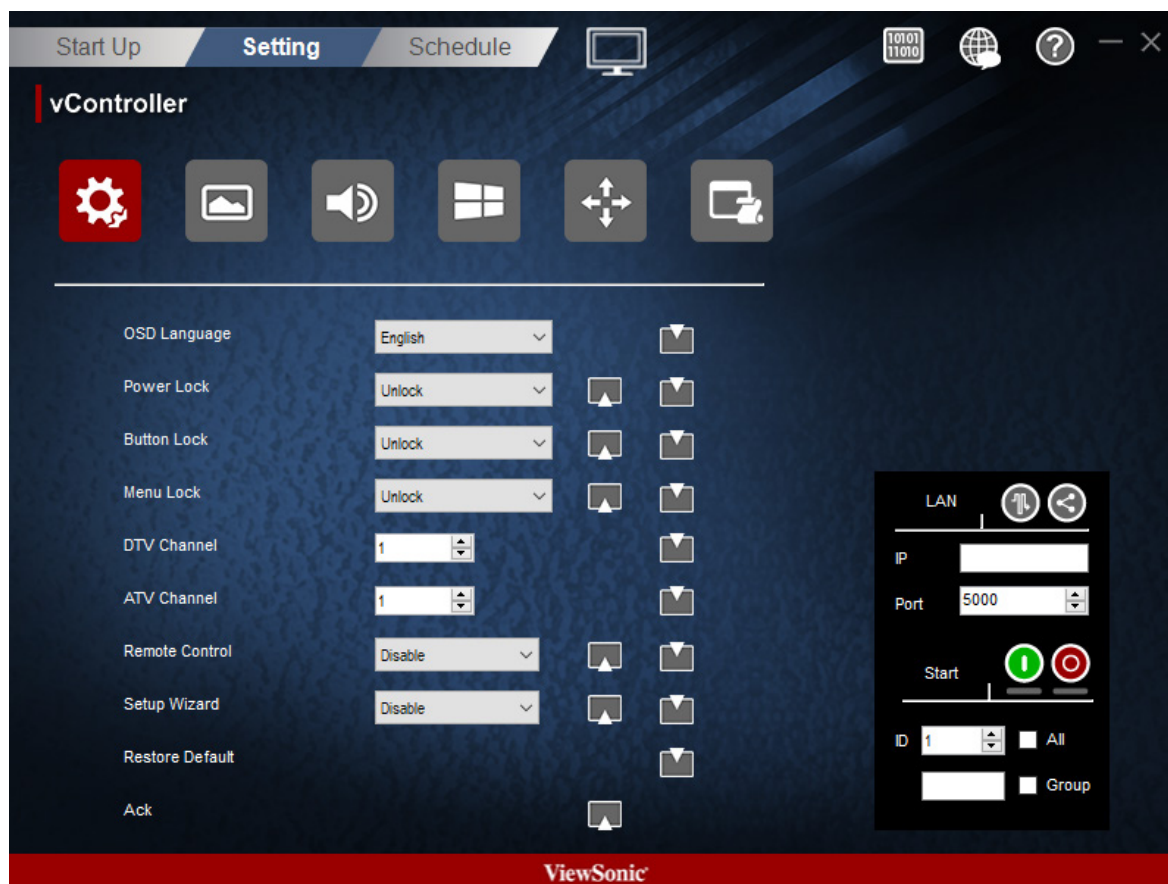 Start Up Setting Schedule
10101
11010
?
vController
OSD Language English
Power Lock Unlock
Button Lock Unlock
Menu Lock Unlock
DTV Channel 1
ATV Channel 1
Remote Control Disable
Setup Wizard Disable
Restore Default
Ack
LAN
IP
Port 5000
Start
ID 1 All
Group
ViewSonic